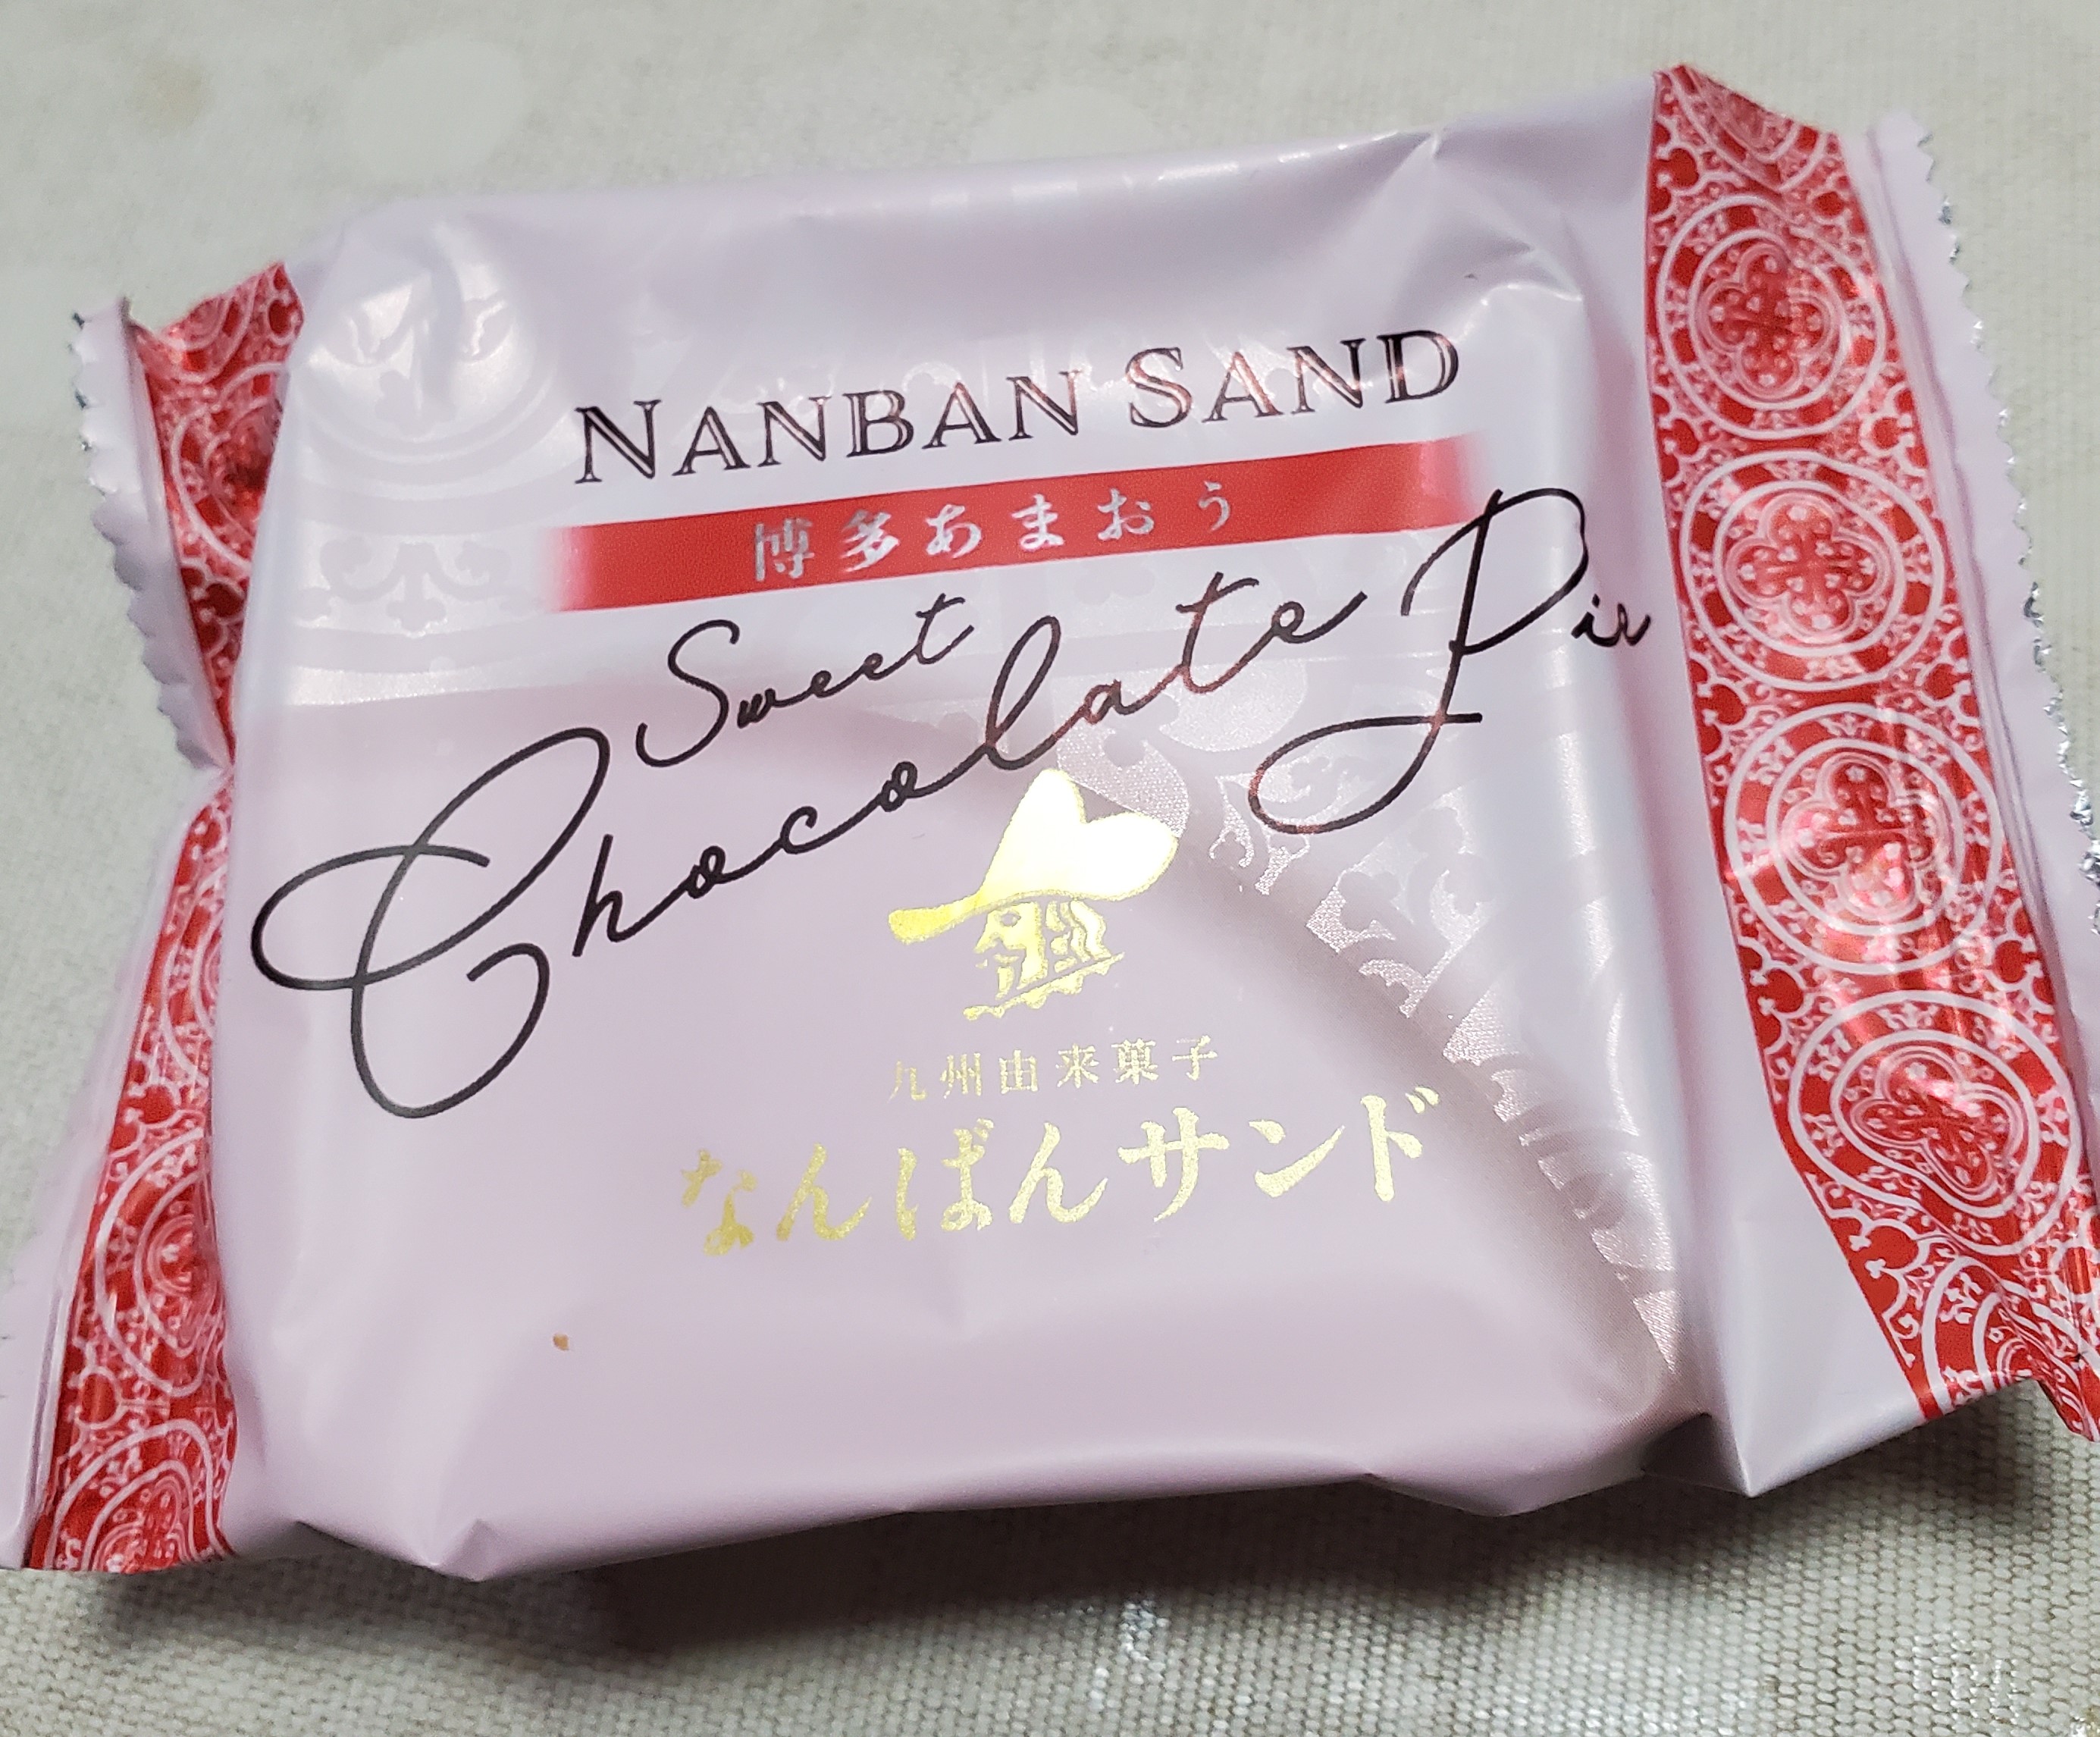 NANBAN SAND
博多あまおう
Sweet
Chocolate Pie
九州由来菓子
なんばんサンド